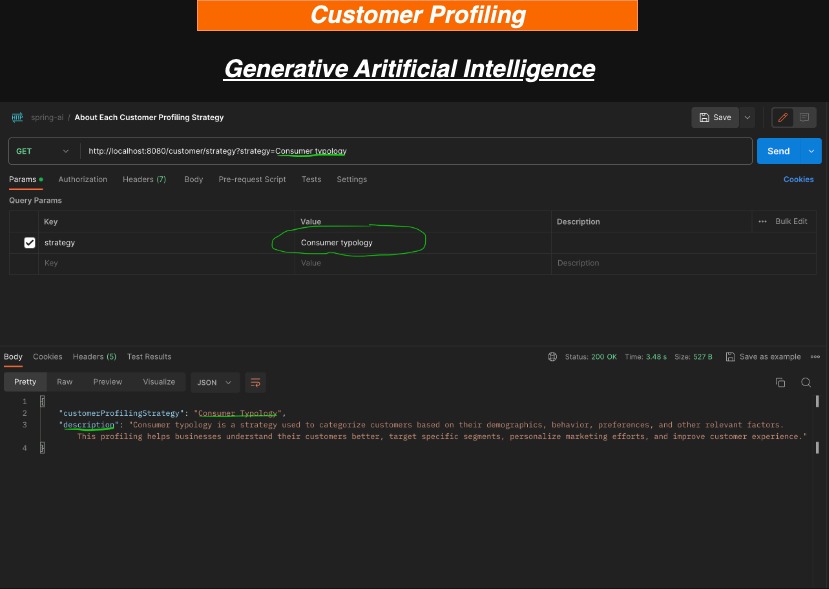 Customer Profiling
Generative Aritificial Intelligence
HTTP spring-ai / About Each Customer Profiling Strategy
Save
GET http://localhost:8080/customer/strategy?strategy=Consumer typology
Send
Params Authorization Headers (7) Body Pre-request Script Tests Settings
Cookies
Query Params
Key Value Description ••• Bulk Edit
strategy Consumer typology
Key Value Description
Body Cookies Headers (5) Test Results
Status: 200 OK Time: 3.48 s Size: 527 B Save as example •••
Pretty Raw Preview Visualize JSON
1 {
2 "customerProfilingStrategy": "Consumer Typology",
3 "description": "Consumer typology is a strategy used to categorize customers based on their demographics, behavior, preferences, and other relevant factors.
This profiling helps businesses understand their customers better, target specific segments, personalize marketing efforts, and improve customer experience."
4 }